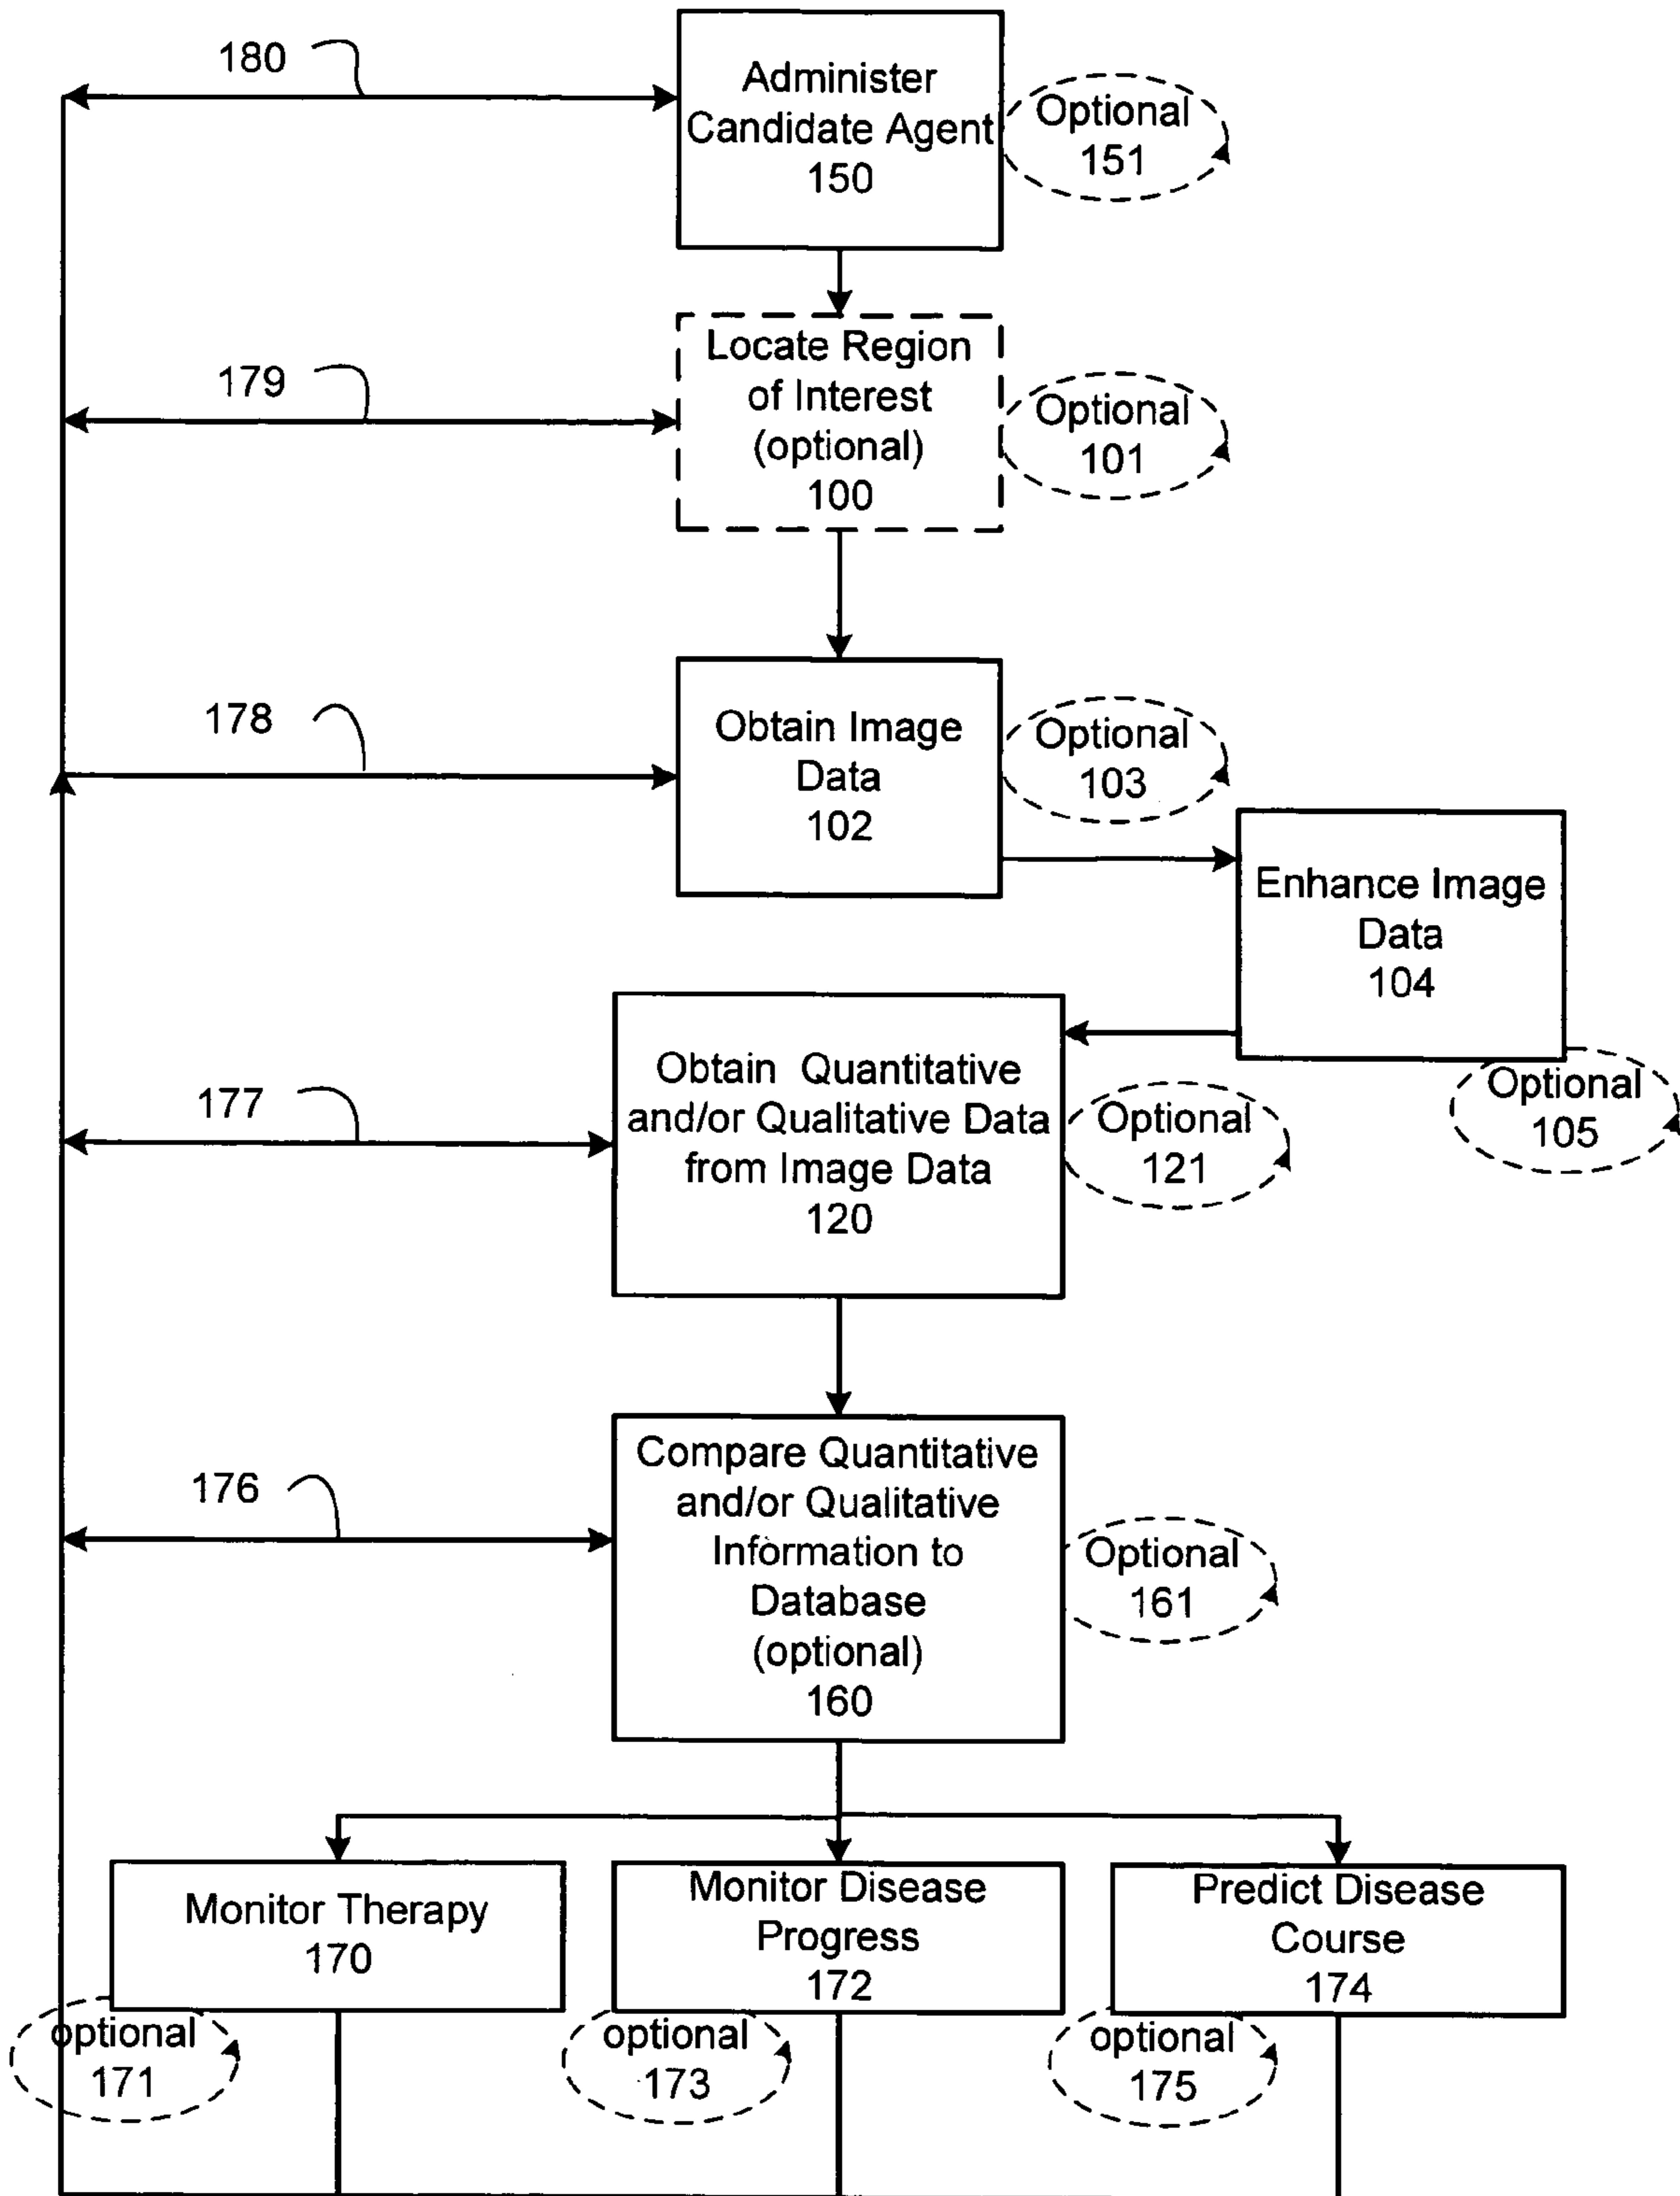 180
Administer
Candidate Agent
150
Optional
151
179
Locate Region
of Interest
(optional)
100
Optional
101
178
Obtain Image
Data
102
Optional
103
Enhance Image
Data
104
Optional
105
177
Obtain Quantitative
and/or Qualitative Data
from Image Data
120
Optional
121
176
Compare Quantitative
and/or Qualitative
Information to
Database
(optional)
160
Optional
161
Monitor Therapy
170
optional
171
Monitor Disease
Progress
172
optional
173
Predict Disease
Course
174
optional
175